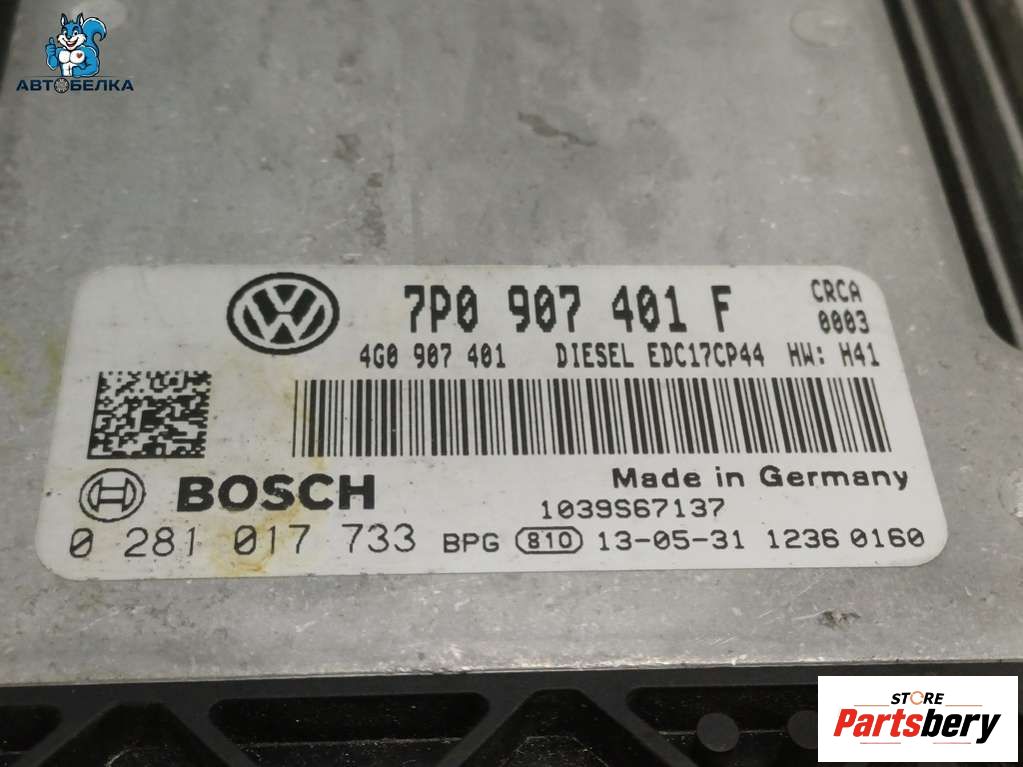 АВТОБЕЛКА
7P0 907 401 F
CRCA
0003
4G0 907 401 DIESEL EDC17CP44 HW: H41
BOSCH
Made in Germany
1039S67137
0 281 017 733 BPG 810 13-05-31 1236 0160
STORE
Partsbery